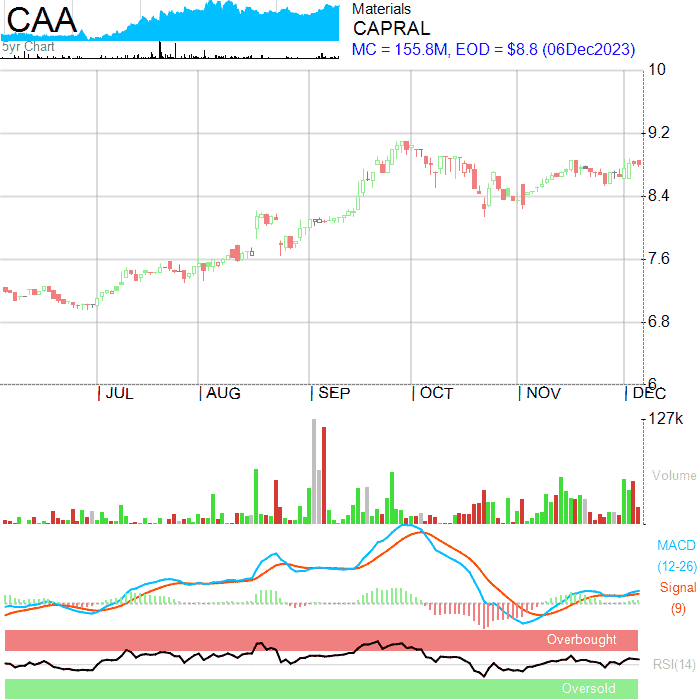 CAA
5yr Chart
Materials
CAPRAL
MC = 155.8M, EOD = $8.8 (06Dec2023)
10
9.2
8.4
7.6
6.8
6
JUL AUG SEP OCT NOV DEC
127k
Volume
MACD
(12-26)
Signal
(9)
Overbought
RSI(14)
Oversold